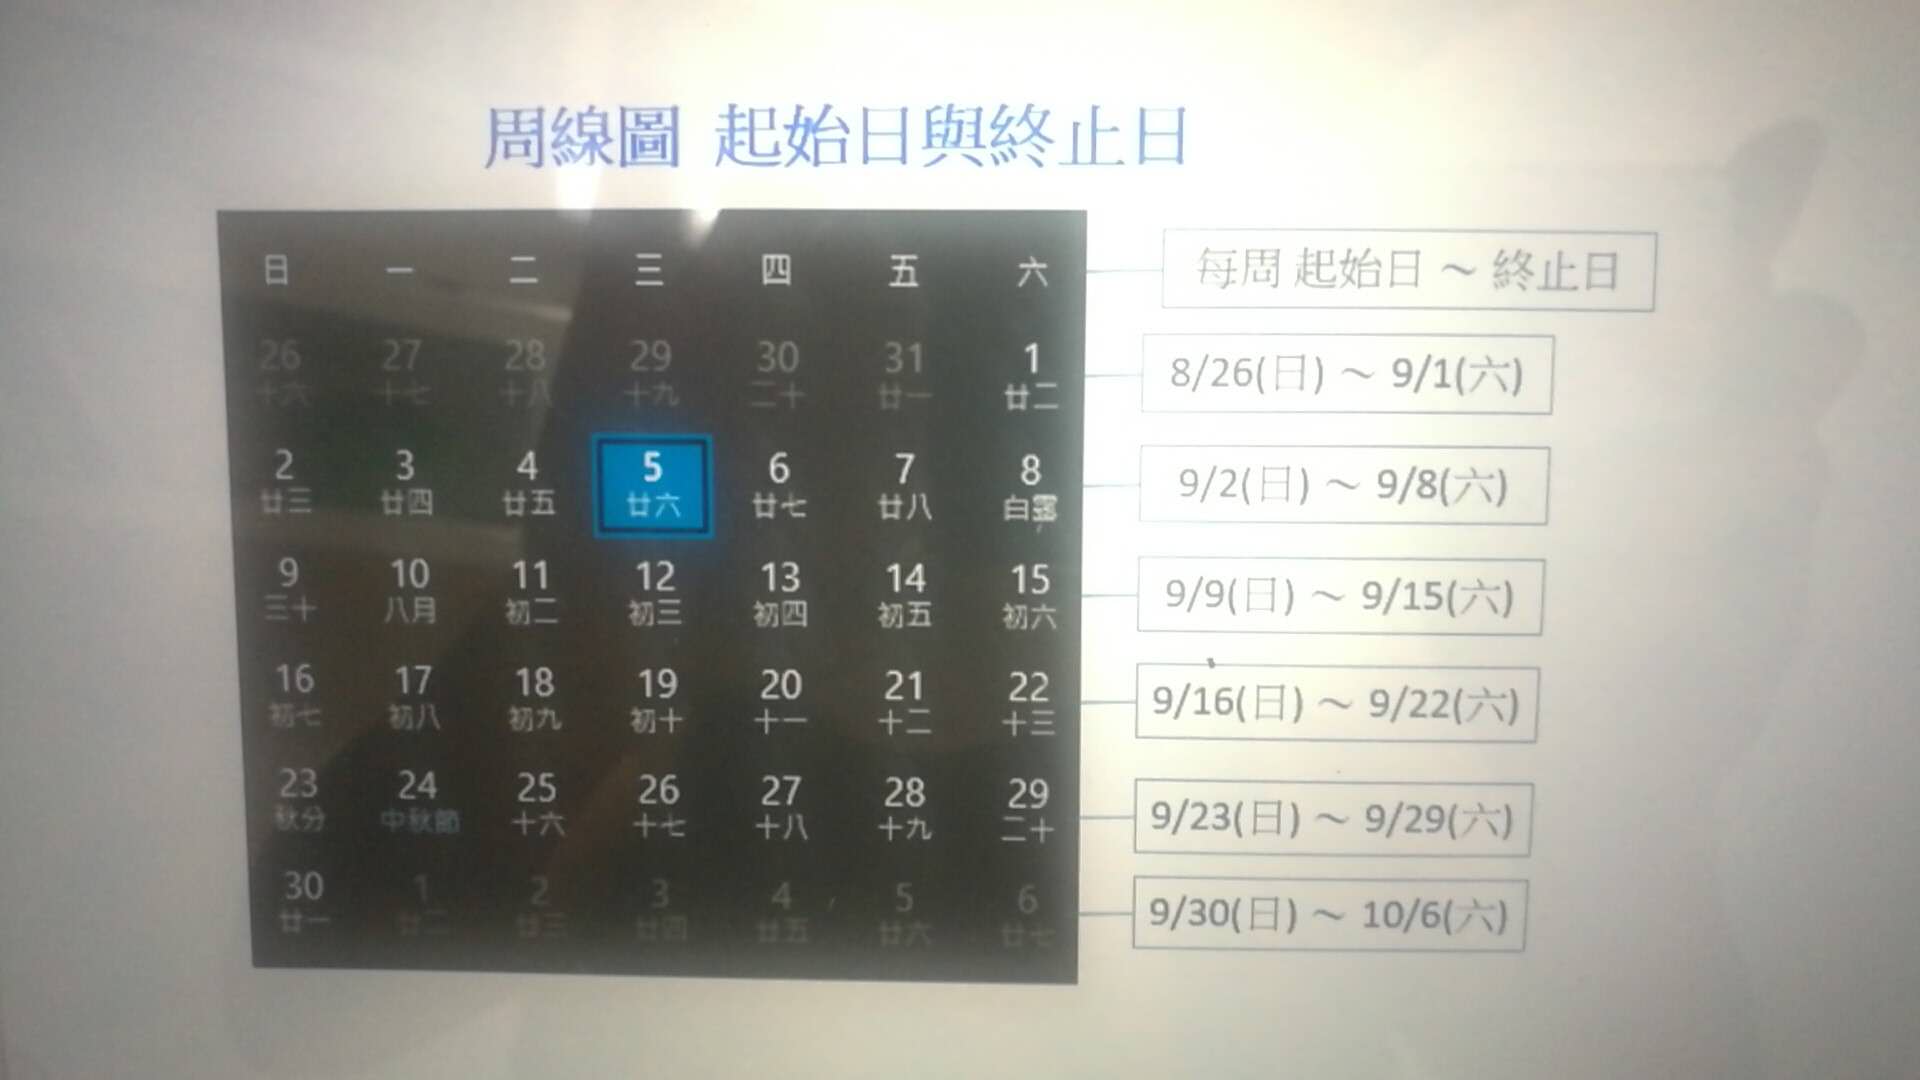 周線圖 起始日與終止日
日 一 二 三 四 五 六
每周 起始日 ～ 終止日
26 27 28 29 30 31 1
十六 十七 十八 十九 二十 廿一 廿二
8/26(日) ～ 9/1(六)
2 3 4 5 6 7 8
廿三 廿四 廿五 廿六 廿七 廿八 白露
9/2(日) ～ 9/8(六)
9 10 11 12 13 14 15
三十 八月 初二 初三 初四 初五 初六
9/9(日) ～ 9/15(六)
16 17 18 19 20 21 22
初七 初八 初九 初十 十一 十二 十三
9/16(日) ～ 9/22(六)
23 24 25 26 27 28 29
秋分 中秋節 十六 十七 十八 十九 二十
9/23(日) ～ 9/29(六)
30 1 2 3 4 5 6
廿一 廿二 廿三 廿四 廿五 廿六 廿七
9/30(日) ～ 10/6(六)